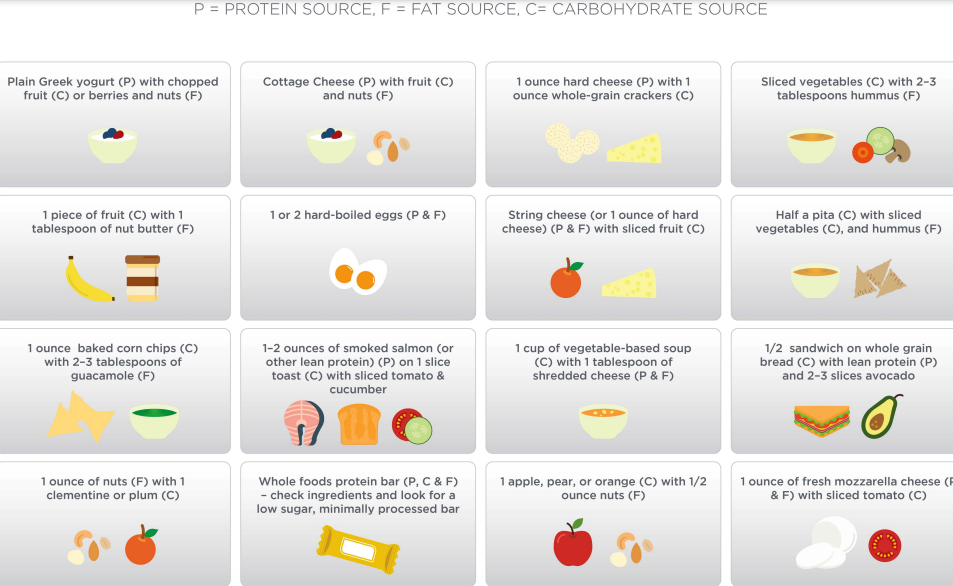 P = PROTEIN SOURCE, F = FAT SOURCE, C= CARBOHYDRATE SOURCE
Plain Greek yogurt (P) with chopped
fruit (C) or berries and nuts (F)
Cottage Cheese (P) with fruit (C)
and nuts (F)
1 ounce hard cheese (P) with 1
ounce whole-grain crackers (C)
Sliced vegetables (C) with 2–3
tablespoons hummus (F)
1 piece of fruit (C) with 1
tablespoon of nut butter (F)
1 or 2 hard-boiled eggs (P & F)
String cheese (or 1 ounce of hard
cheese) (P & F) with sliced fruit (C)
Half a pita (C) with sliced
vegetables (C), and hummus (F)
1 ounce baked corn chips (C)
with 2–3 tablespoons of
guacamole (F)
1–2 ounces of smoked salmon (or
other lean protein) (P) on 1 slice
toast (C) with sliced tomato &
cucumber
1 cup of vegetable-based soup
(C) with 1 tablespoon of
shredded cheese (P & F)
1/2 sandwich on whole grain
bread (C) with lean protein (P)
and 2–3 slices avocado
1 ounce of nuts (F) with 1
clementine or plum (C)
Whole foods protein bar (P, C & F)
– check ingredients and look for a
low sugar, minimally processed bar
1 apple, pear, or orange (C) with 1/2
ounce nuts (F)
1 ounce of fresh mozzarella cheese (P
& F) with sliced tomato (C)